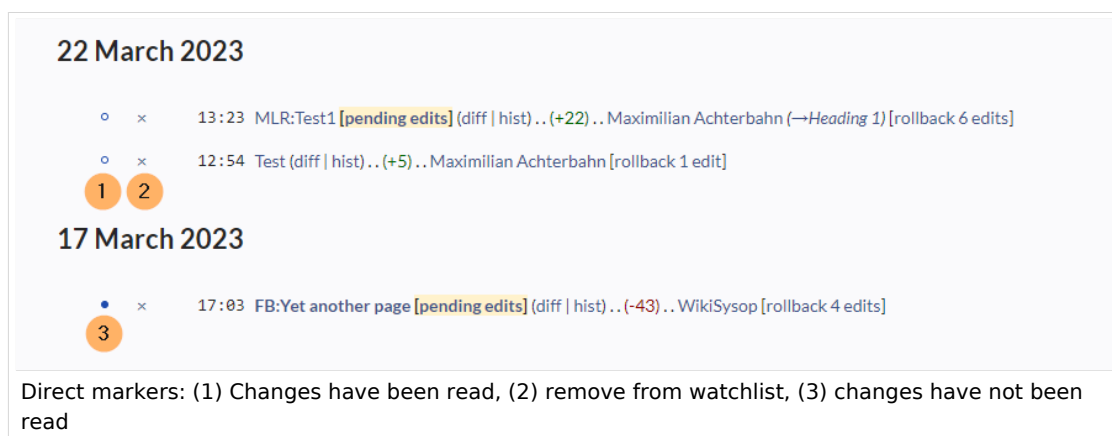 22 March 2023
× 13:23 MLR:Test1 [pending edits] (diff | hist) . . (+22) . . Maximilian Achterbahn (→Heading 1) [rollback 6 edits]
× 12:54 Test (diff | hist) . . (+5) . . Maximilian Achterbahn [rollback 1 edit]
1 2
17 March 2023
× 17:03 FB:Yet another page [pending edits] (diff | hist) . . (-43) . . WikiSysop [rollback 4 edits]
3
Direct markers: (1) Changes have been read, (2) remove from watchlist, (3) changes have not been
read